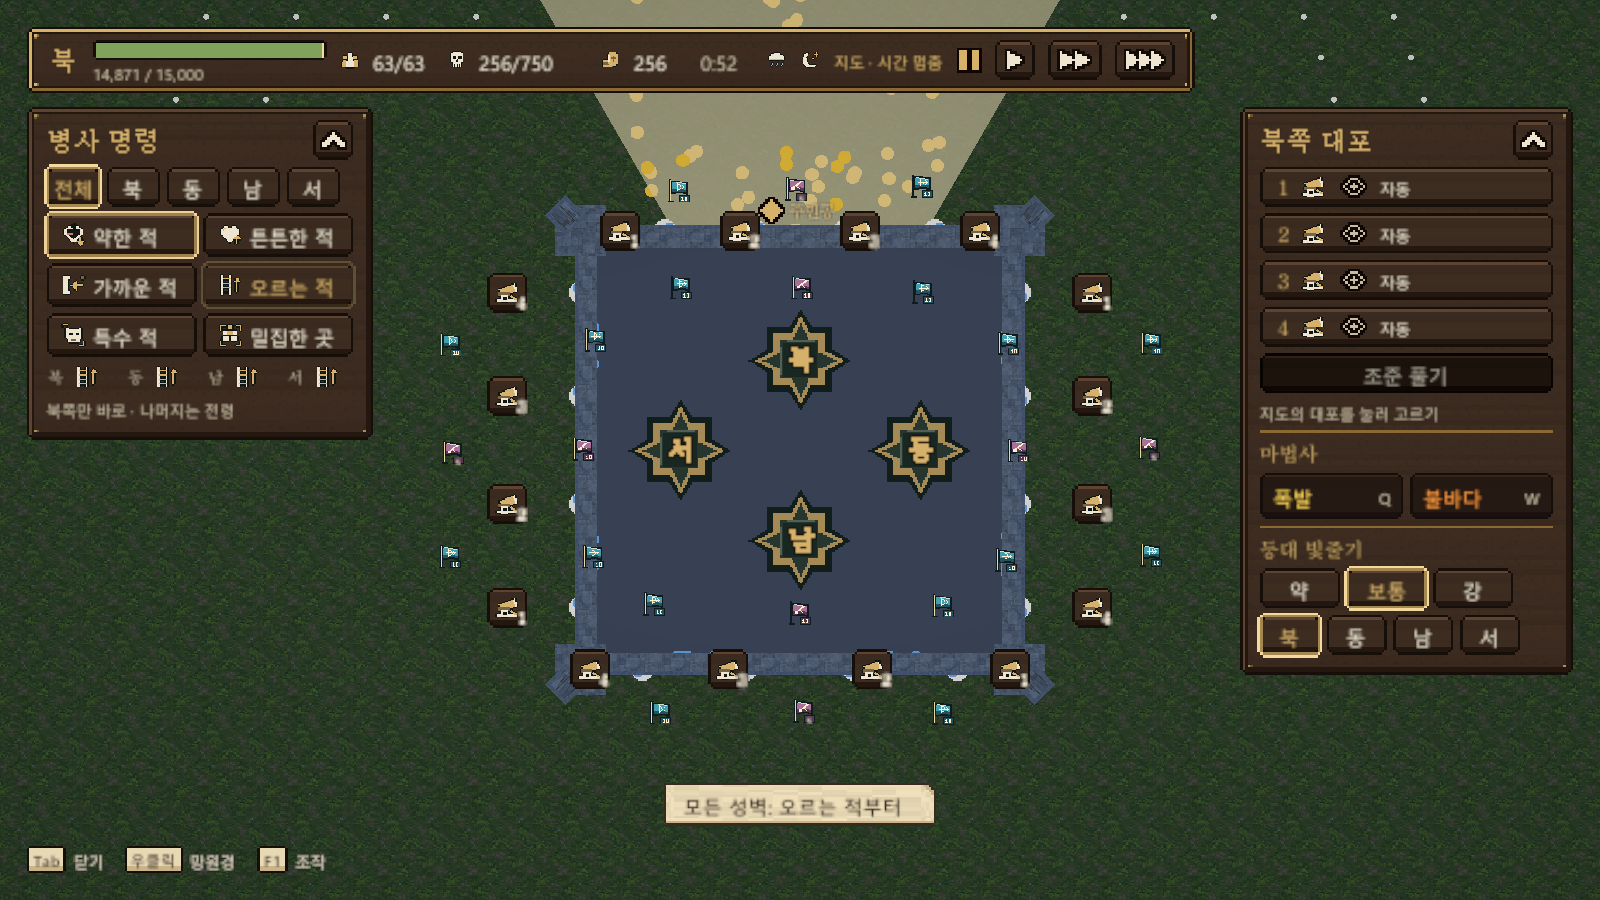 북
14,871 / 15,000
63/63
256/750
256
0:52
지도 · 시간 멈춤
병사 명령
전체 북 동 남 서
약한 적 튼튼한 적
가까운 적 오르는 적
특수 적 밀집한 곳
북 동 남 서
북쪽만 바로 · 나머지는 전령
북
서 동
남
북쪽 대포
1 자동
2 자동
3 자동
4 자동
조준 풀기
지도의 대포를 눌러 고르기
마법사
폭발 Q 불바다 W
등대 빛줄기
약 보통 강
북 동 남 서
모든 성벽: 오르는 적부터
Tab 닫기 우클릭 망원경 F1 조작